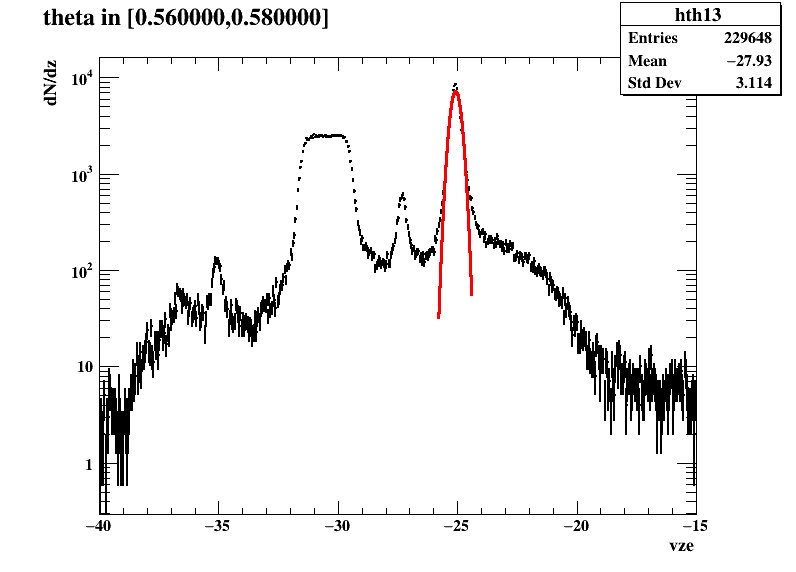 theta in [0.560000,0.580000]
hth13
Entries 229648
Mean −27.93
Std Dev 3.114
dN/dz
10⁴
10³
10²
10
1
−40 −35 −30 −25 −20 −15
vze